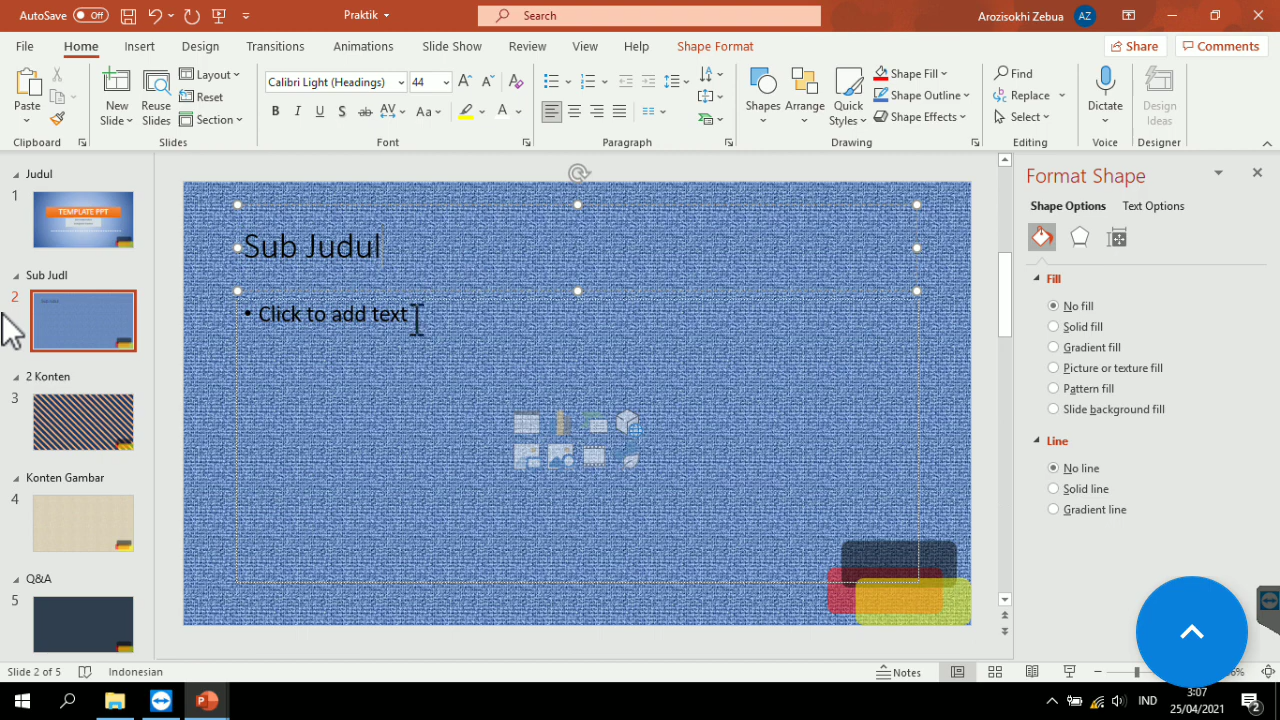 AutoSave Off Praktik Search Arozisokhi Zebua AZ
File Home Insert Design Transitions Animations Slide Show Review View Help Shape Format Share Comments
Paste New Slide Reuse Slides Layout Reset Section
Calibri Light (Headings) 44
B U S ab AV Aa A
Shapes Arrange Quick Styles Shape Fill Shape Outline Shape Effects
Find Replace Select
Dictate Design Ideas
Clipboard Slides Font Paragraph Drawing Editing Voice Designer
Judul
1
TEMPLATE PPT
Sub Judl
2
2 Konten
3
Konten Gambar
4
Q&A
5
Sub Judul
• Click to add text
Format Shape
Shape Options Text Options
Fill
No fill
Solid fill
Gradient fill
Picture or texture fill
Pattern fill
Slide background fill
Line
No line
Solid line
Gradient line
Slide 2 of 5 Indonesian Notes
IND 3:07
25/04/2021 2